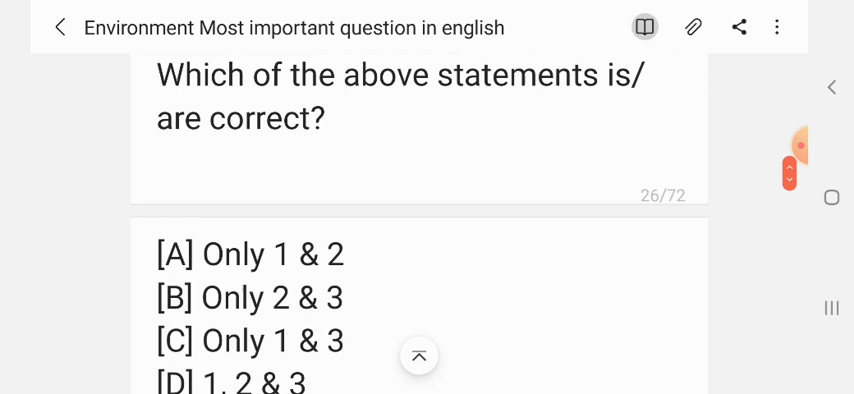 Environment Most important question in english
Which of the above statements is/
are correct?
26/72
[A] Only 1 & 2
[B] Only 2 & 3
[C] Only 1 & 3
[D] 1, 2 & 3